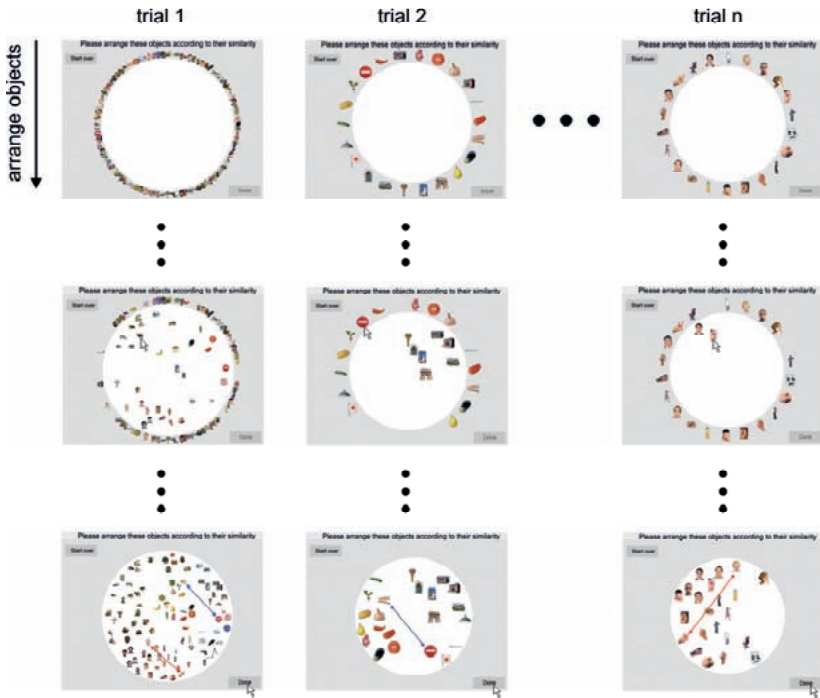 trial 1
trial 2
trial n
arrange objects
Please arrange these objects according to their similarity
Start over
Done
Please arrange these objects according to their similarity
Start over
Done
Please arrange these objects according to their similarity
Start over
Done
Please arrange these objects according to their similarity
Start over
Done
Please arrange these objects according to their similarity
Start over
Done
Please arrange these objects according to their similarity
Start over
Done
Please arrange these objects according to their similarity
Start over
Done
Please arrange these objects according to their similarity
Start over
Done
Please arrange these objects according to their similarity
Start over
Done